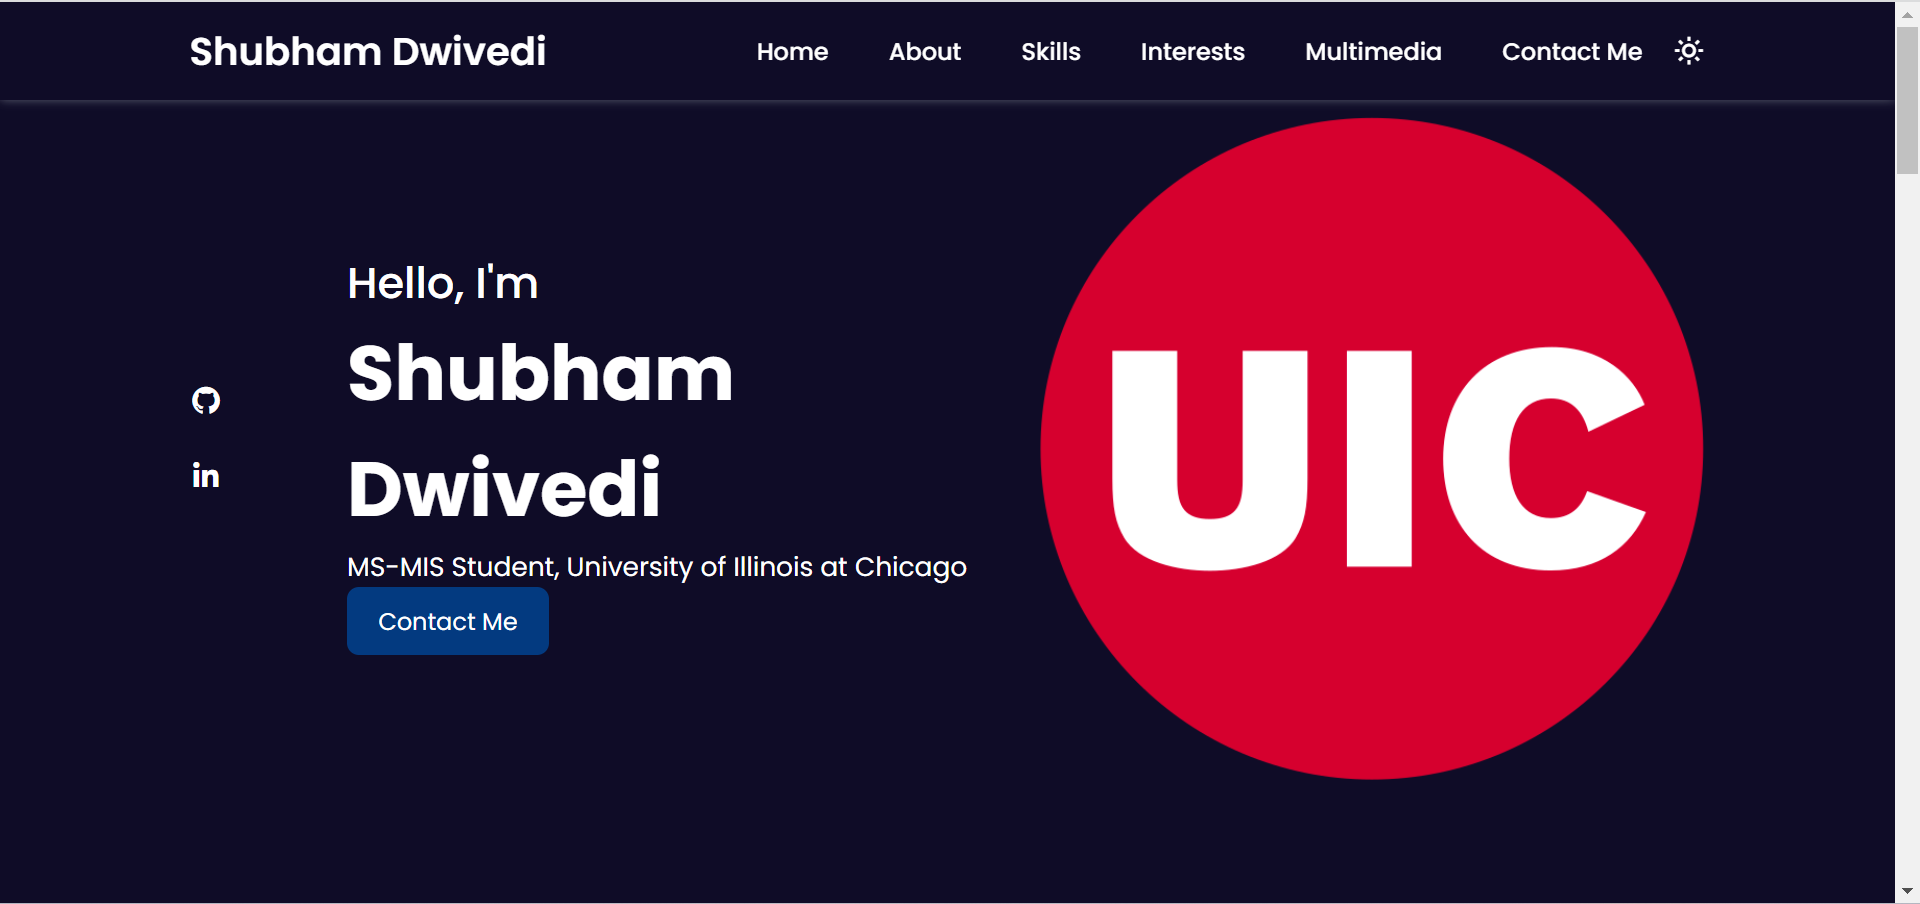 Shubham Dwivedi
Home About Skills Interests Multimedia Contact Me
Hello, I'm
Shubham
Dwivedi
in
MS-MIS Student, University of Illinois at Chicago
Contact Me
UIC